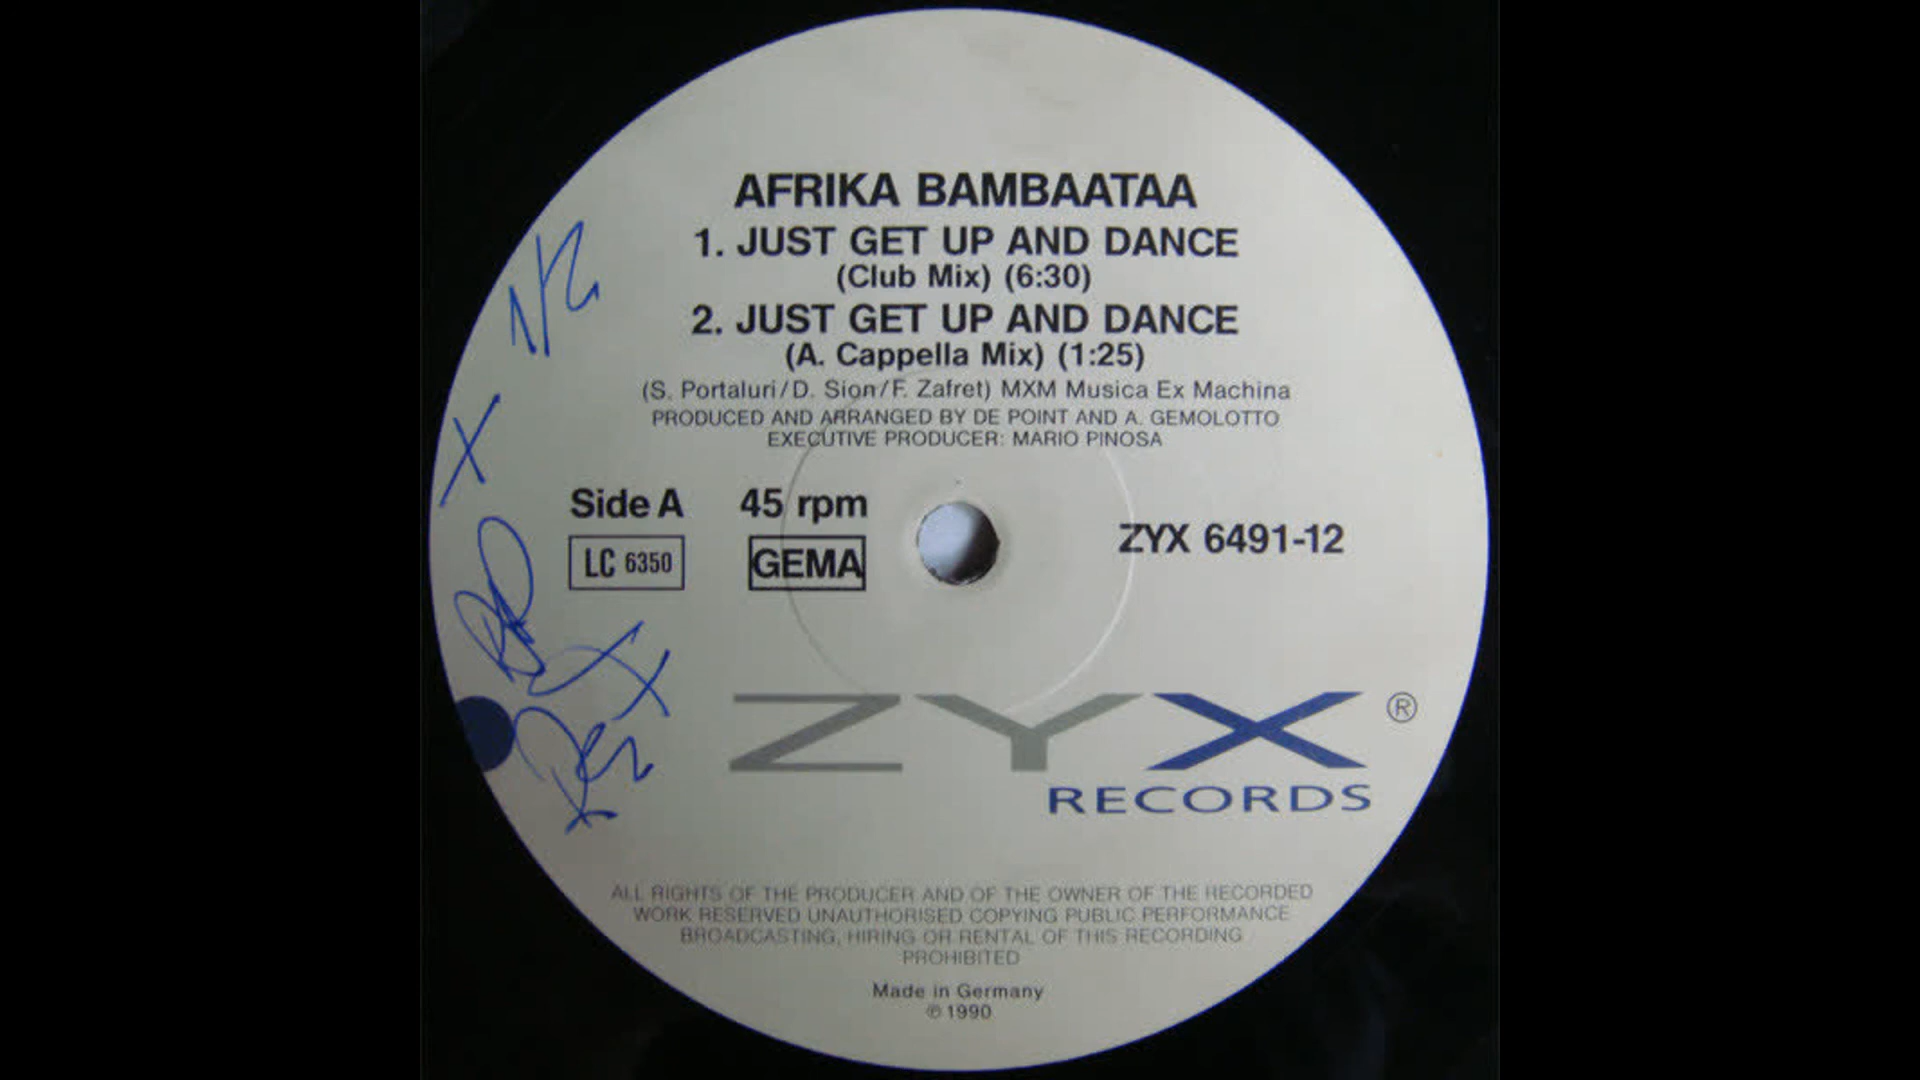 AFRIKA BAMBAATAA
1. JUST GET UP AND DANCE
(Club Mix) (6:30)
2. JUST GET UP AND DANCE
(A. Cappella Mix) (1:25)
(S. Portaluri/D. Sion/F. Zafret) MXM Musica Ex Machina
PRODUCED AND ARRANGED BY DE POINT AND A. GEMOLOTTO
EXECUTIVE PRODUCER: MARIO PINOSA
Side A 45 rpm
LC 6350 GEMA
ZYX 6491-12
ZYX ®
RECORDS
ALL RIGHTS OF THE PRODUCER AND OF THE OWNER OF THE RECORDED
WORK RESERVED UNAUTHORISED COPYING PUBLIC PERFORMANCE
BROADCASTING, HIRING OR RENTAL OF THIS RECORDING
PROHIBITED
Made in Germany
℗ 1990